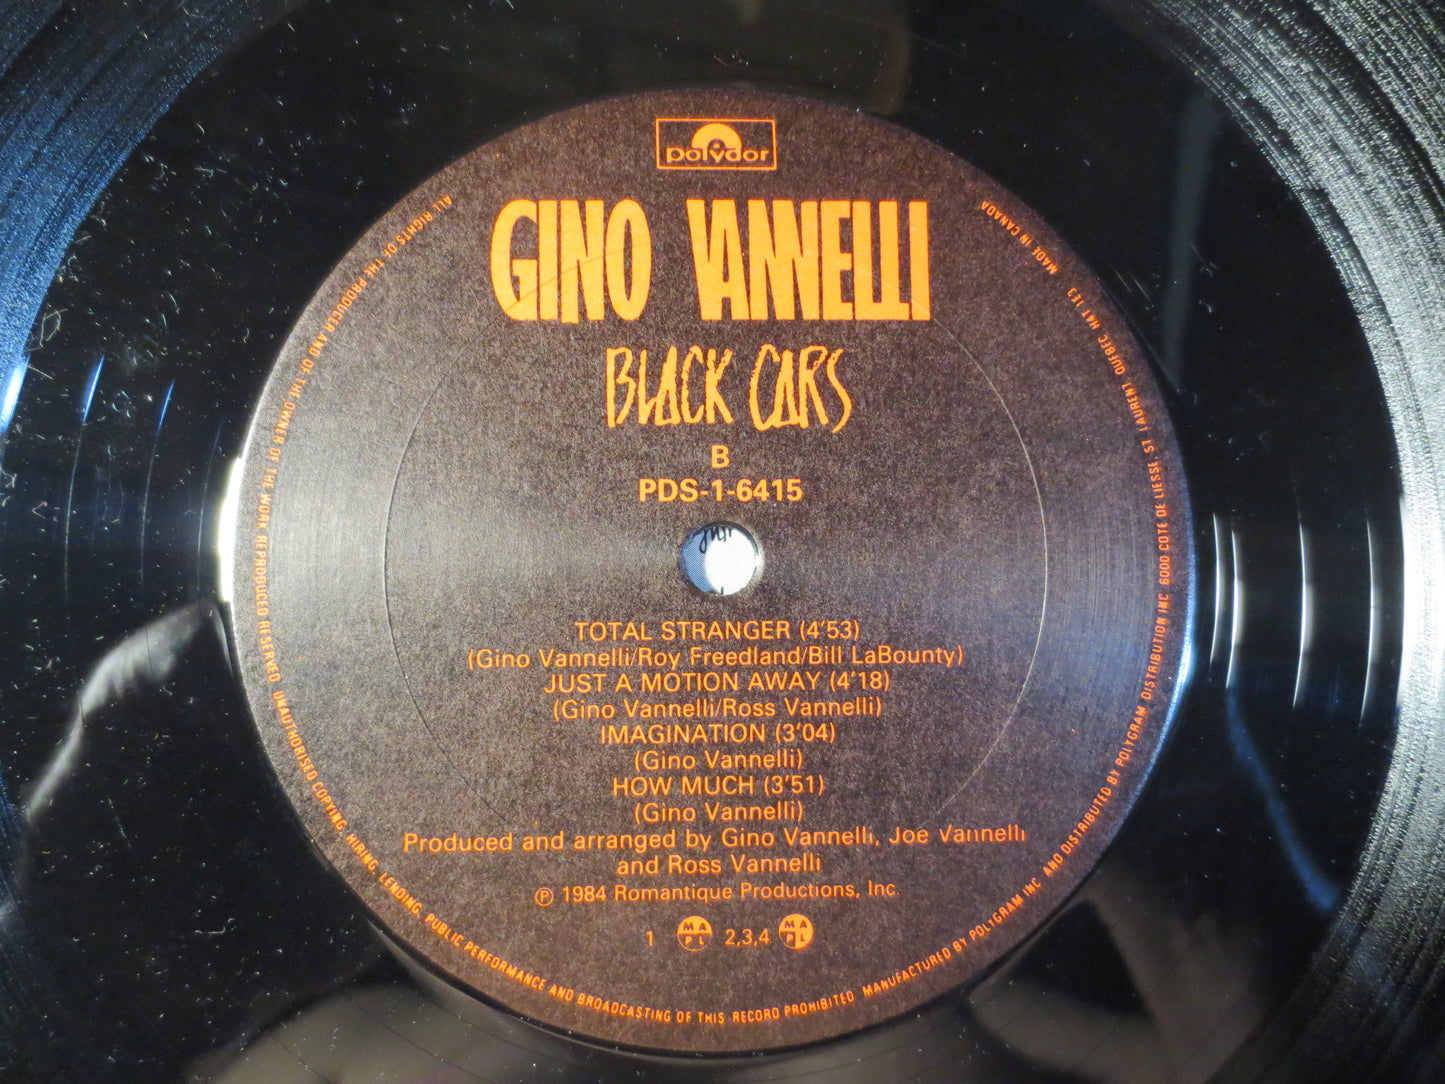 polydor
GINO VANNELLI
BLACK CARS
B
PDS-1-6415
TOTAL STRANGER (4'53)
(Gino Vannelli/Roy Freedland/Bill LaBounty)
JUST A MOTION AWAY (4'18)
(Gino Vannelli/Ross Vannelli)
IMAGINATION (3'04)
(Gino Vannelli)
HOW MUCH (3'51)
(Gino Vannelli)
Produced and arranged by Gino Vannelli, Joe Vannelli
and Ross Vannelli
℗ 1984 Romantique Productions, Inc.
1 MAPL 2,3,4 MAPL
ALL RIGHTS OF THE PRODUCER AND OF THE OWNER OF THE WORK REPRODUCED RESERVED. UNAUTHORISED COPYING, HIRING, LENDING, PUBLIC PERFORMANCE AND BROADCASTING OF THIS RECORD PROHIBITED. MANUFACTURED BY POLYGRAM INC. AND DISTRIBUTED BY POLYGRAM DISTRIBUTION INC. 6000 COTE DE LIESSE, ST. LAURENT, QUEBEC H4T 1E3 MADE IN CANADA